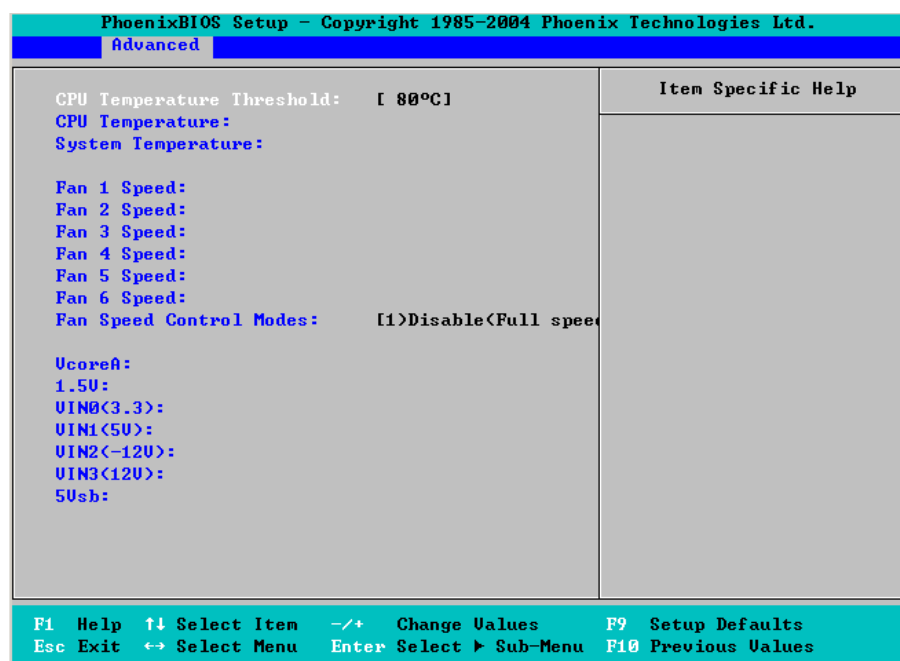 PhoenixBIOS Setup - Copyright 1985-2004 Phoenix Technologies Ltd.
Advanced
CPU Temperature Threshold: [ 80ºC]
CPU Temperature:
System Temperature:
Fan 1 Speed:
Fan 2 Speed:
Fan 3 Speed:
Fan 4 Speed:
Fan 5 Speed:
Fan 6 Speed:
Fan Speed Control Modes: [1)Disable(Full speed
VcoreA:
1.5V:
VIN0(3.3):
VIN1(5V):
VIN2(-12V):
VIN3(12V):
5Vsb:
Item Specific Help
F1 Help ↑↓ Select Item -/+ Change Values F9 Setup Defaults
Esc Exit ↔ Select Menu Enter Select ▶ Sub-Menu F10 Previous Values